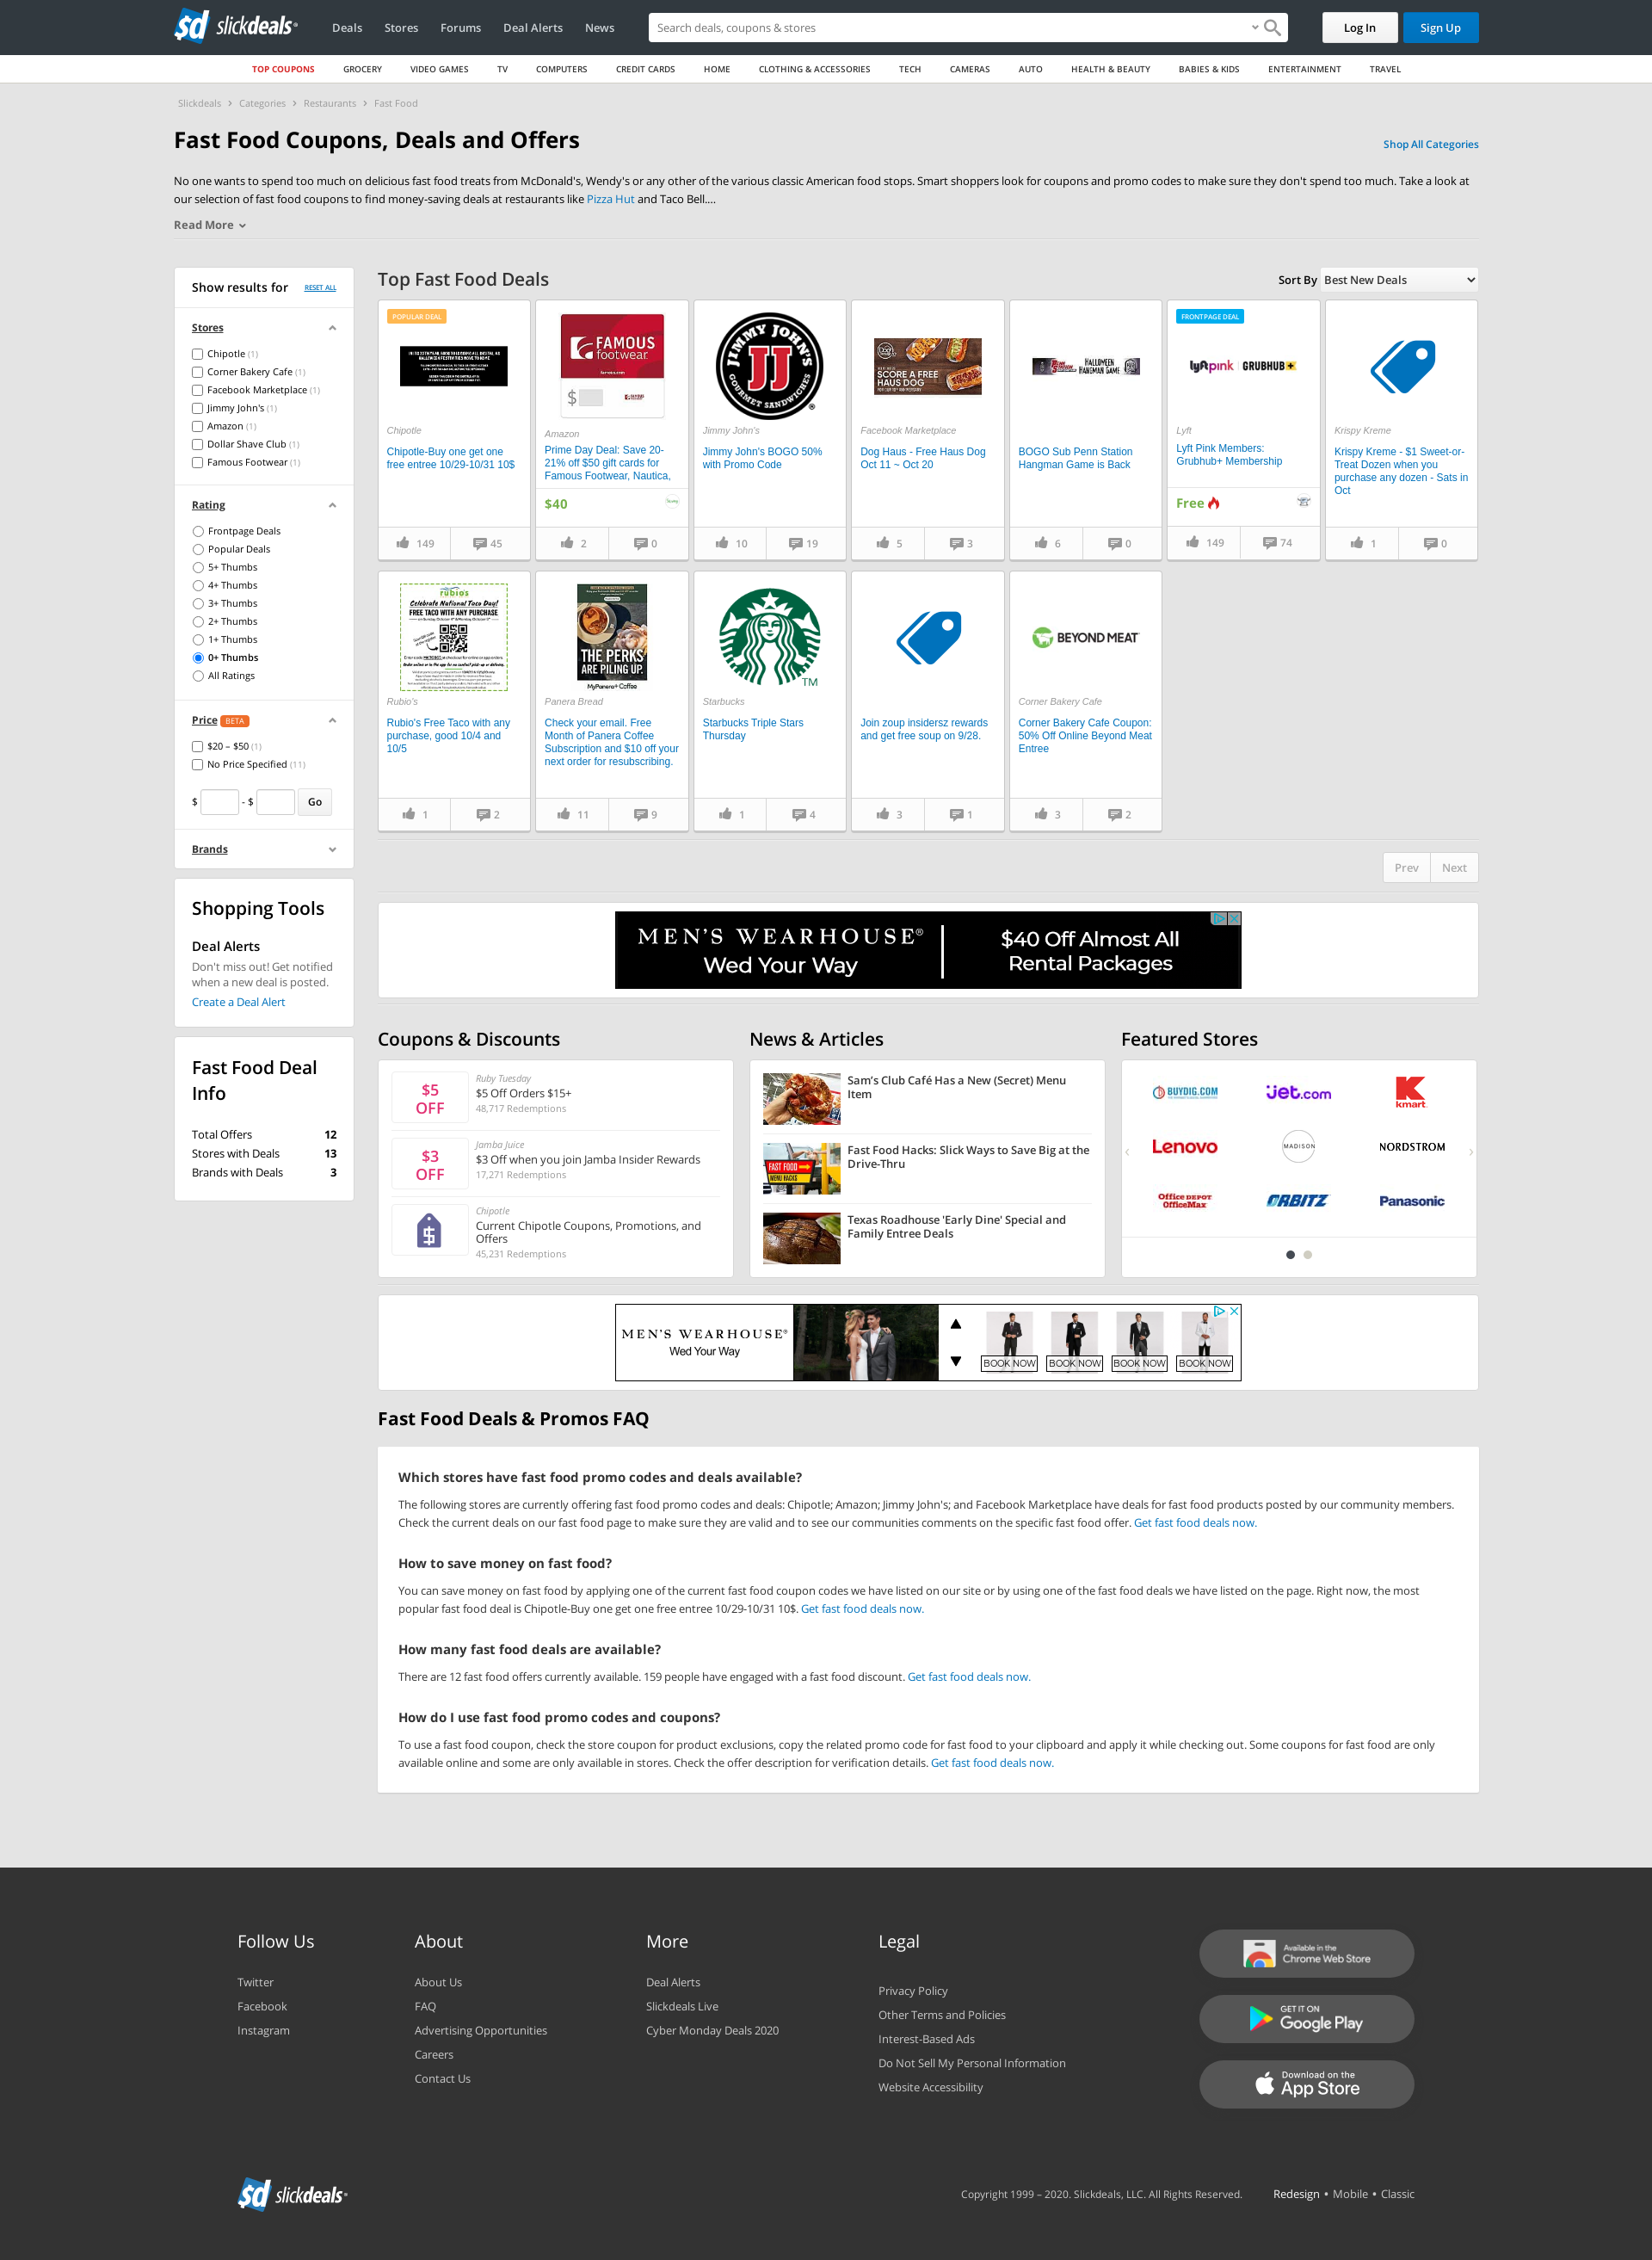 sd slickdeals
Deals Stores Forums Deal Alerts News
Search deals, coupons & stores
Log In
Sign Up
TOP COUPONS GROCERY VIDEO GAMES TV COMPUTERS CREDIT CARDS HOME CLOTHING & ACCESSORIES TECH CAMERAS AUTO HEALTH & BEAUTY BABIES & KIDS ENTERTAINMENT TRAVEL
Slickdeals › Categories › Restaurants › Fast Food
Fast Food Coupons, Deals and Offers
Shop All Categories
No one wants to spend too much on delicious fast food treats from McDonald's, Wendy's or any other of the various classic American food stops. Smart shoppers look for coupons and promo codes to make sure they don't spend too much. Take a look at
our selection of fast food coupons to find money-saving deals at restaurants like Pizza Hut and Taco Bell....
Read More
Show results for RESET ALL
Stores
Chipotle (1)
Corner Bakery Cafe (1)
Facebook Marketplace (1)
Jimmy John's (1)
Amazon (1)
Dollar Shave Club (1)
Famous Footwear (1)
Rating
Frontpage Deals
Popular Deals
5+ Thumbs
4+ Thumbs
3+ Thumbs
2+ Thumbs
1+ Thumbs
0+ Thumbs
All Ratings
Price BETA
$20 – $50 (1)
No Price Specified (11)
$ - $ Go
Brands
Shopping Tools
Deal Alerts
Don't miss out! Get notified
when a new deal is posted.
Create a Deal Alert
Fast Food Deal
Info
Total Offers 12
Stores with Deals 13
Brands with Deals 3
Top Fast Food Deals
Sort By Best New Deals
POPULAR DEAL
Chipotle
Chipotle-Buy one get one
free entree 10/29-10/31 10$
149 45
FAMOUS
footwear
$
Amazon
Prime Day Deal: Save 20-
21% off $50 gift cards for
Famous Footwear, Nautica,
$40
2 0
JIMMY JOHN'S
JJ
GOURMET SANDWICHES
Jimmy John's
Jimmy John's BOGO 50%
with Promo Code
10 19
SCORE A FREE
HAUS DOG
Facebook Marketplace
Dog Haus - Free Haus Dog
Oct 11 ~ Oct 20
5 3
HALLOWEEN
HANGMAN GAME
BOGO Sub Penn Station
Hangman Game is Back
6 0
FRONTPAGE DEAL
lyft pink GRUBHUB+
Lyft
Lyft Pink Members:
Grubhub+ Membership
Free
149 74
Krispy Kreme
Krispy Kreme - $1 Sweet-or-
Treat Dozen when you
purchase any dozen - Sats in
Oct
1 0
rubio's
Celebrate National Taco Day!
FREE TACO WITH ANY PURCHASE
Rubio's
Rubio's Free Taco with any
purchase, good 10/4 and
10/5
1 2
THE PERKS
ARE PILING UP.
MyPanera+ Coffee
Panera Bread
Check your email. Free
Month of Panera Coffee
Subscription and $10 off your
next order for resubscribing.
11 9
TM
Starbucks
Starbucks Triple Stars
Thursday
1 4
Join zoup insidersz rewards
and get free soup on 9/28.
3 1
BEYOND MEAT
Corner Bakery Cafe
Corner Bakery Cafe Coupon:
50% Off Online Beyond Meat
Entree
3 2
Prev Next
MEN'S WEARHOUSE®
Wed Your Way
$40 Off Almost All
Rental Packages
Coupons & Discounts
$5
OFF
Ruby Tuesday
$5 Off Orders $15+
48,717 Redemptions
$3
OFF
Jamba Juice
$3 Off when you join Jamba Insider Rewards
17,271 Redemptions
Chipotle
Current Chipotle Coupons, Promotions, and
Offers
45,231 Redemptions
News & Articles
Sam's Club Café Has a New (Secret) Menu
Item
FAST FOOD
MENU HACKS
Fast Food Hacks: Slick Ways to Save Big at the
Drive-Thru
Texas Roadhouse 'Early Dine' Special and
Family Entree Deals
Featured Stores
BUYDIG.COM
jet.com
kmart
Lenovo
MADISON
NORDSTROM
Office DEPOT
OfficeMax
ORBITZ
Panasonic
MEN'S WEARHOUSE®
Wed Your Way
BOOK NOW BOOK NOW BOOK NOW BOOK NOW
Fast Food Deals & Promos FAQ
Which stores have fast food promo codes and deals available?
The following stores are currently offering fast food promo codes and deals: Chipotle; Amazon; Jimmy John's; and Facebook Marketplace have deals for fast food products posted by our community members.
Check the current deals on our fast food page to make sure they are valid and to see our communities comments on the specific fast food offer. Get fast food deals now.
How to save money on fast food?
You can save money on fast food by applying one of the current fast food coupon codes we have listed on our site or by using one of the fast food deals we have listed on the page. Right now, the most
popular fast food deal is Chipotle-Buy one get one free entree 10/29-10/31 10$. Get fast food deals now.
How many fast food deals are available?
There are 12 fast food offers currently available. 159 people have engaged with a fast food discount. Get fast food deals now.
How do I use fast food promo codes and coupons?
To use a fast food coupon, check the store coupon for product exclusions, copy the related promo code for fast food to your clipboard and apply it while checking out. Some coupons for fast food are only
available online and some are only available in stores. Check the offer description for verification details. Get fast food deals now.
Follow Us
Twitter
Facebook
Instagram
About
About Us
FAQ
Advertising Opportunities
Careers
Contact Us
More
Deal Alerts
Slickdeals Live
Cyber Monday Deals 2020
Legal
Privacy Policy
Other Terms and Policies
Interest-Based Ads
Do Not Sell My Personal Information
Website Accessibility
Available in the
Chrome Web Store
GET IT ON
Google Play
Download on the
App Store
sd slickdeals
Copyright 1999 – 2020. Slickdeals, LLC. All Rights Reserved.
Redesign • Mobile • Classic